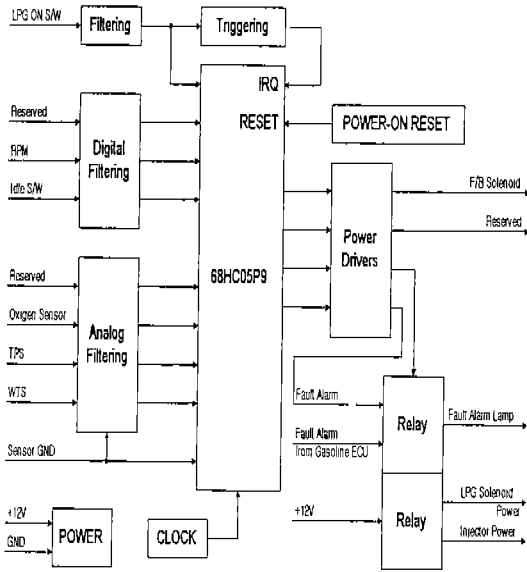 LPG ON S/W
Filtering
Triggering
IRQ
RESET
POWER-ON RESET
Reserved
RPM
Idle S/W
Digital
Filtering
68HC05P9
Power
Drivers
F/B Solenoid
Reserved
Reserved
Oxigen Sensor
TPS
WTS
Analog
Filtering
Sensor GND
Fault Alarm
Fault Alarm
from Gasoline ECU
Relay
Fault Alarm Lamp
+12V
Relay
LPG Solenoid
Power
Injector Power
+12V
GND
POWER
CLOCK